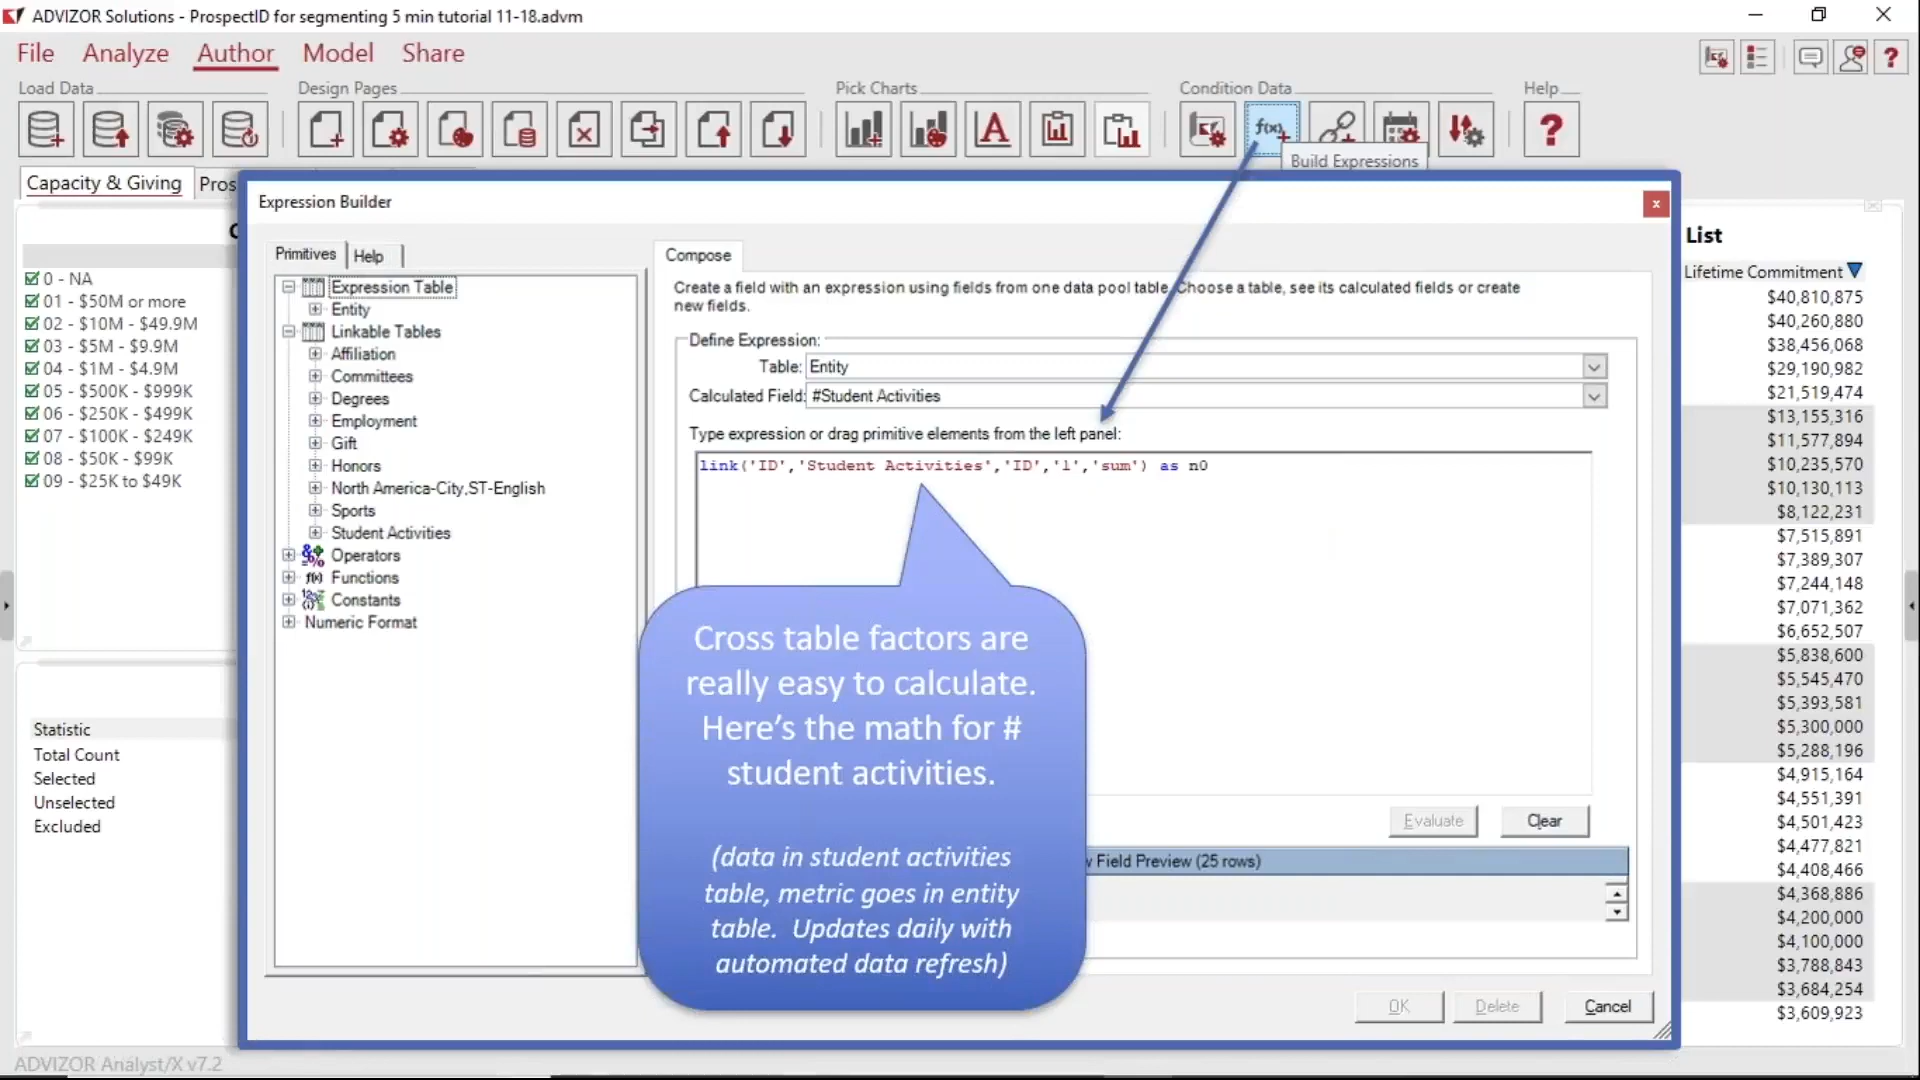 ADVIZOR Solutions - ProspectID for segmenting 5 min tutorial 11-18.advm
File Analyze Author Model Share
Load Data Design Pages Pick Charts Condition Data Help
f(x)
A
?
?
Build Expressions
Capacity & Giving
Expression Builder
x
Primitives Help
Expression Table
Entity
Linkable Tables
Affiliation
Committees
Degrees
Employment
Gift
Honors
North America-City,ST-English
Sports
Student Activities
Operators
Functions
Constants
Numeric Format
Compose
Create a field with an expression using fields from one data pool table. Choose a table, see its calculated fields or create
new fields.
Define Expression:
Table: Entity
Calculated Field: #Student Activities
Type expression or drag primitive elements from the left panel:
link('ID','Student Activities','ID','1','sum') as n0
Cross table factors are
really easy to calculate.
Here's the math for #
student activities.
(data in student activities
table, metric goes in entity
table. Updates daily with
automated data refresh)
Evaluate Clear
Field Preview (25 rows)
OK Delete Cancel
0 - NA
01 - $50M or more
02 - $10M - $49.9M
03 - $5M - $9.9M
04 - $1M - $4.9M
05 - $500K - $999K
06 - $250K - $499K
07 - $100K - $249K
08 - $50K - $99K
09 - $25K to $49K
Statistic
Total Count
Selected
Unselected
Excluded
List
Lifetime Commitment
$40,810,875
$40,260,880
$38,456,068
$29,190,982
$21,519,474
$13,155,316
$11,577,894
$10,235,570
$10,130,113
$8,122,231
$7,515,891
$7,389,307
$7,244,148
$7,071,362
$6,652,507
$5,838,600
$5,545,470
$5,393,581
$5,300,000
$5,288,196
$4,915,164
$4,551,391
$4,501,423
$4,477,821
$4,408,466
$4,368,886
$4,200,000
$4,100,000
$3,788,843
$3,684,254
$3,609,923
ADVIZOR Analyst/X v7.2